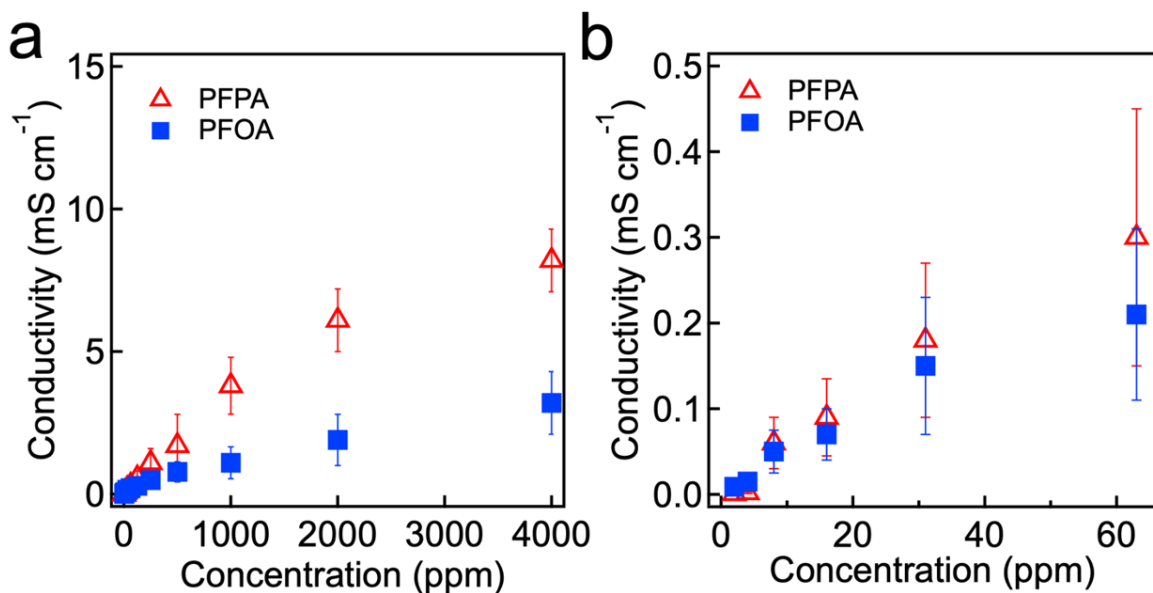 a
15
10
5
0
Conductivity (mS cm⁻¹)
PFPA
PFOA
0
1000
2000
3000
4000
Concentration (ppm)
b
0.5
0.4
0.3
0.2
0.1
0.0
Conductivity (mS cm⁻¹)
PFPA
PFOA
0
20
40
60
Concentration (ppm)